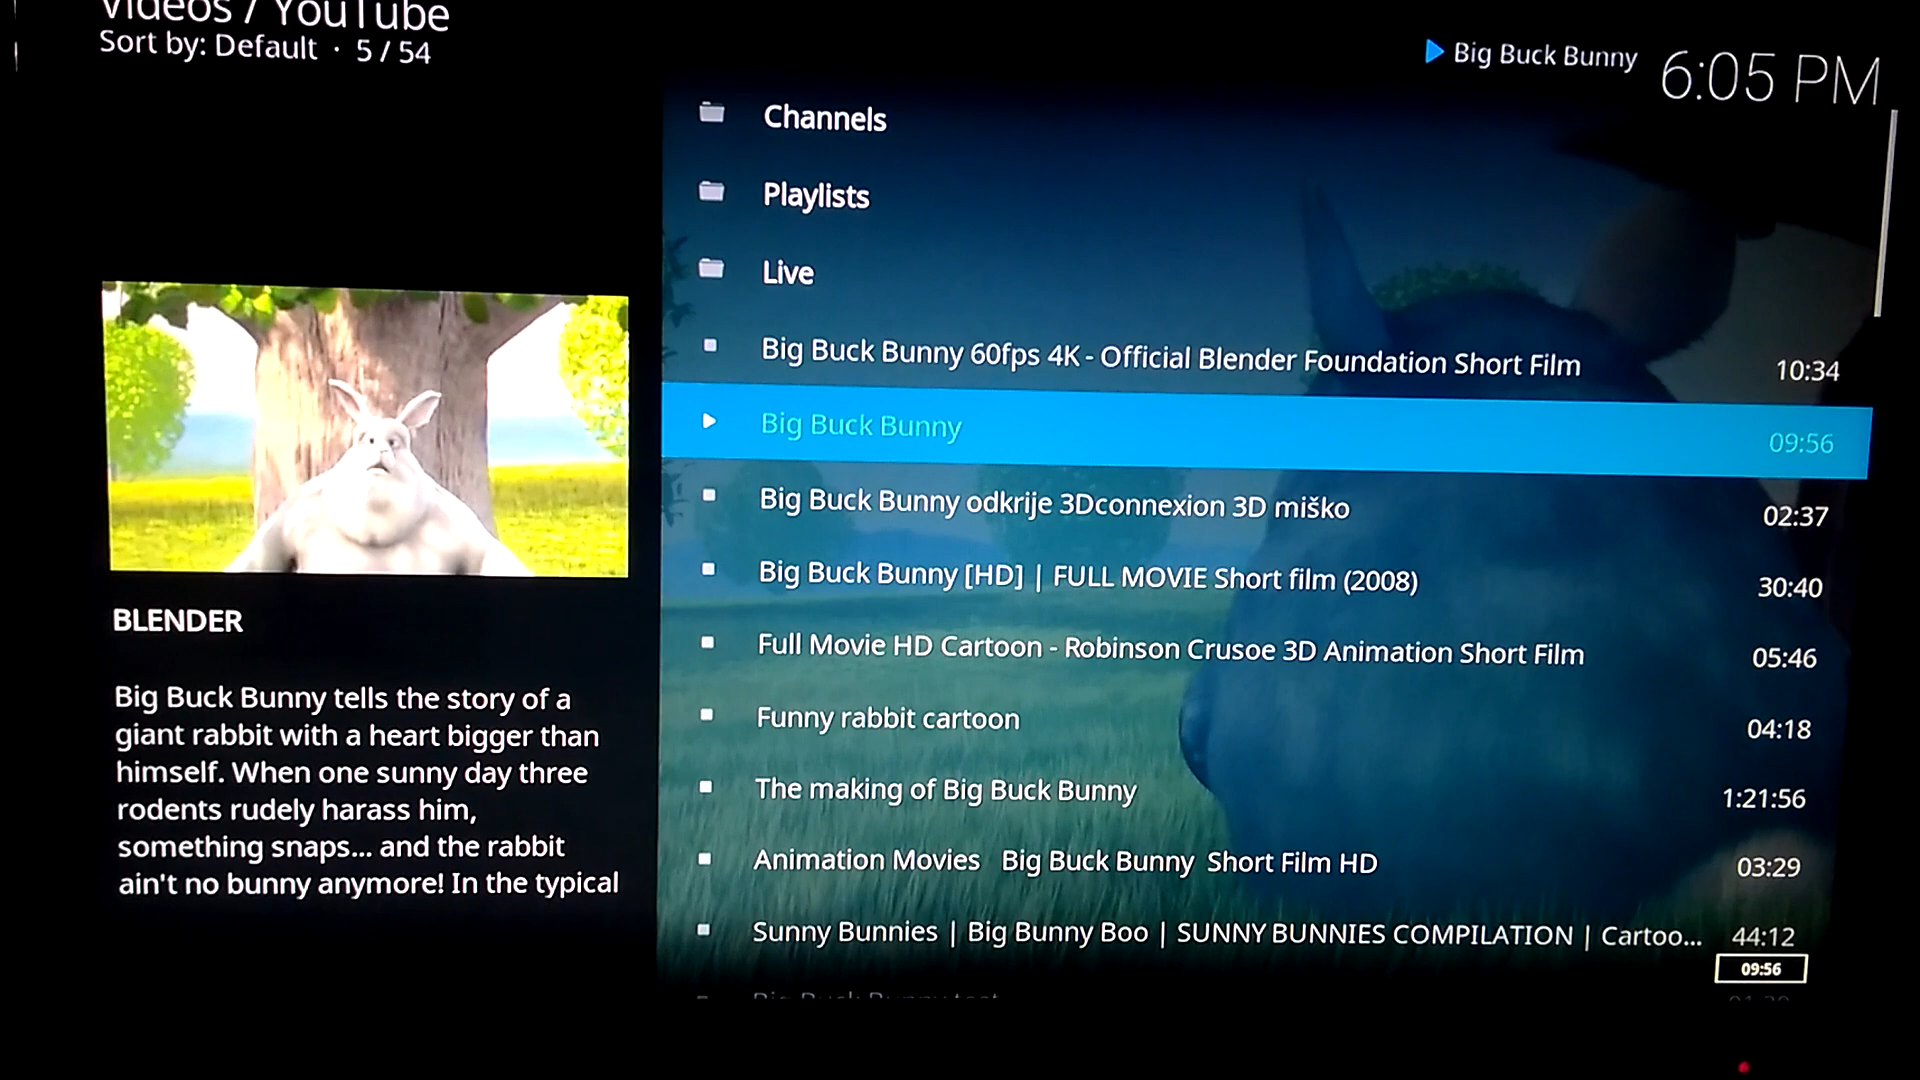 Videos / YouTube
Sort by: Default · 5 / 54
Big Buck Bunny
6:05 PM
Channels
Playlists
Live
Big Buck Bunny 60fps 4K - Official Blender Foundation Short Film 10:34
Big Buck Bunny 09:56
Big Buck Bunny odkrije 3Dconnexion 3D miško 02:37
Big Buck Bunny [HD] | FULL MOVIE Short film (2008) 30:40
Full Movie HD Cartoon - Robinson Crusoe 3D Animation Short Film 05:46
Funny rabbit cartoon 04:18
The making of Big Buck Bunny 1:21:56
Animation Movies Big Buck Bunny Short Film HD 03:29
Sunny Bunnies | Big Bunny Boo | SUNNY BUNNIES COMPILATION | Cartoo... 44:12
09:56
Big Buck Bunny test
BLENDER
Big Buck Bunny tells the story of a
giant rabbit with a heart bigger than
himself. When one sunny day three
rodents rudely harass him,
something snaps... and the rabbit
ain't no bunny anymore! In the typical